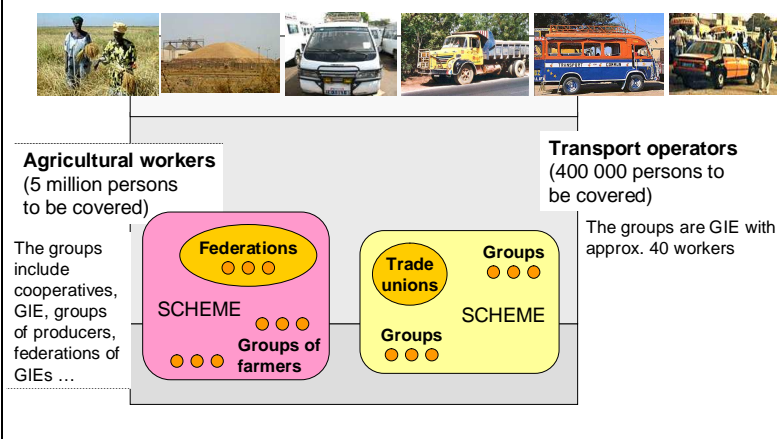 TRANSPORT
COMMUN
Agricultural workers
(5 million persons
to be covered)
Transport operators
(400 000 persons to
be covered)
The groups
include
cooperatives,
GIE, groups
of producers,
federations of
GIEs …
The groups are GIE with
approx. 40 workers
Federations
SCHEME
Groups of
farmers
Trade
unions
Groups
SCHEME
Groups